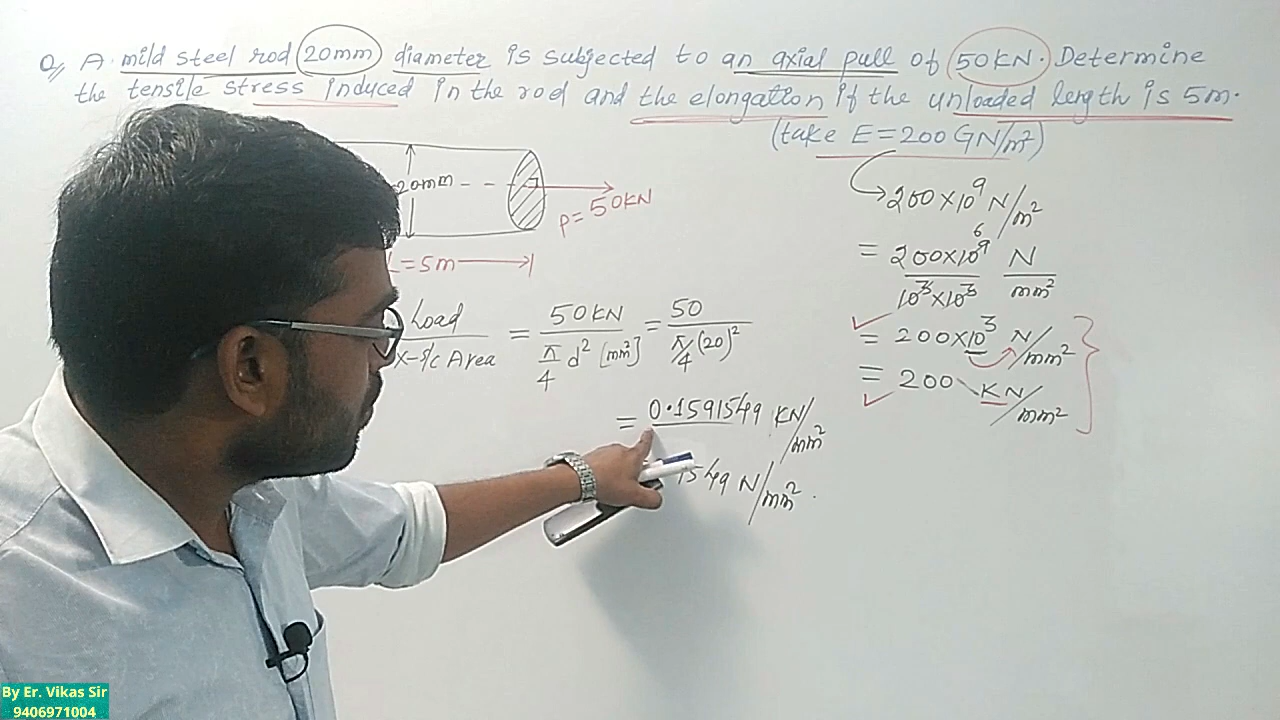 Q, A mild steel rod 20mm diameter is subjected to an axial pull of 50KN. Determine
the tensile stress induced in the rod and the elongation if the unloaded length is 5m.
(take E=200 GN/m²)
200×10⁹ N/m²
20mm
P=50KN
= 200×10⁹ 6 N
10³×10³ mm²
L=5m
Load = 50KN = 50
x-s/c Area π/4 d² [mm²] π/4 (20)²
= 200×10³ N/mm²
= 200 KN/mm²
= 0.1591549 KN/mm²
1549 N/mm².
By Er. Vikas Sir
9406971004